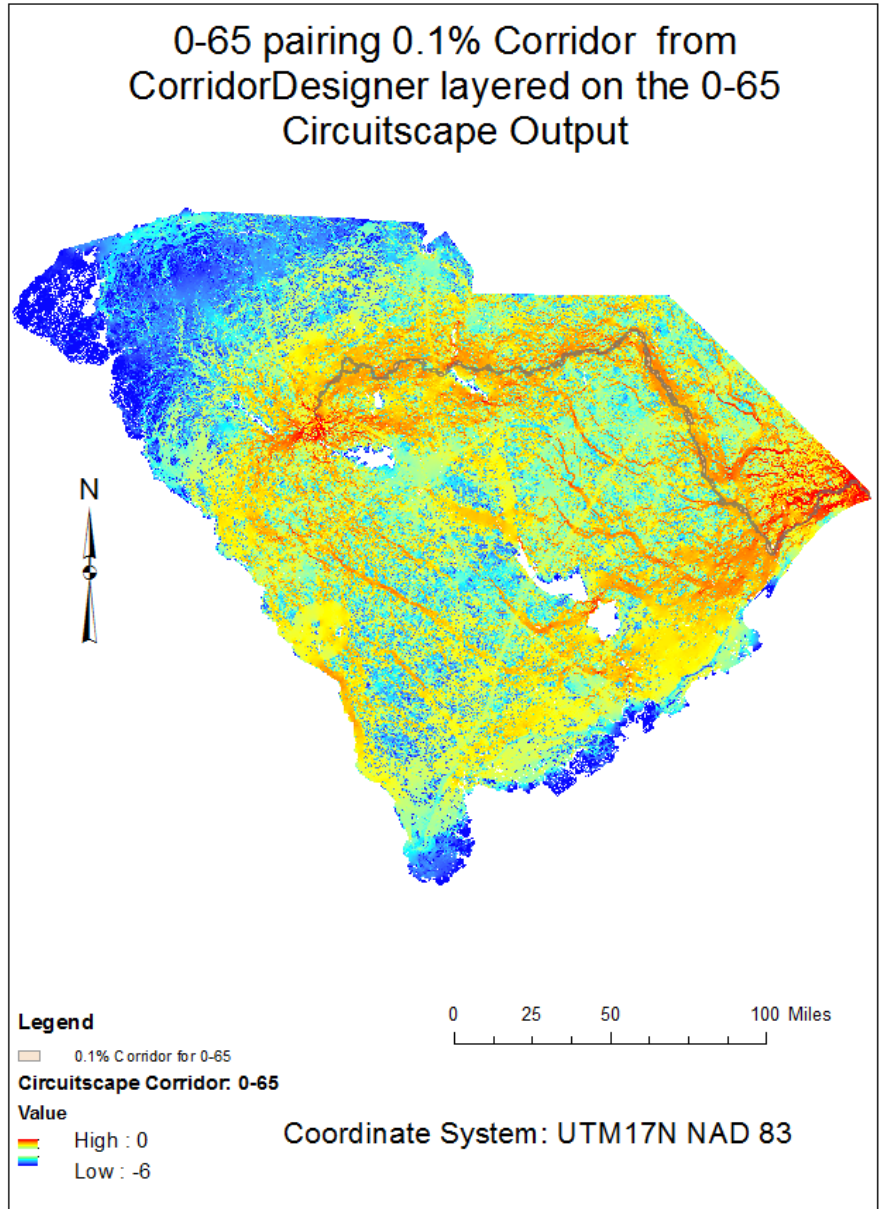 0-65 pairing 0.1% Corridor from
CorridorDesigner layered on the 0-65
Circuitscape Output
N
0 25 50 100 Miles
Legend
0.1% Corridor for 0-65
Circuitscape Corridor: 0-65
Value
High : 0
Low : -6
Coordinate System: UTM17N NAD 83